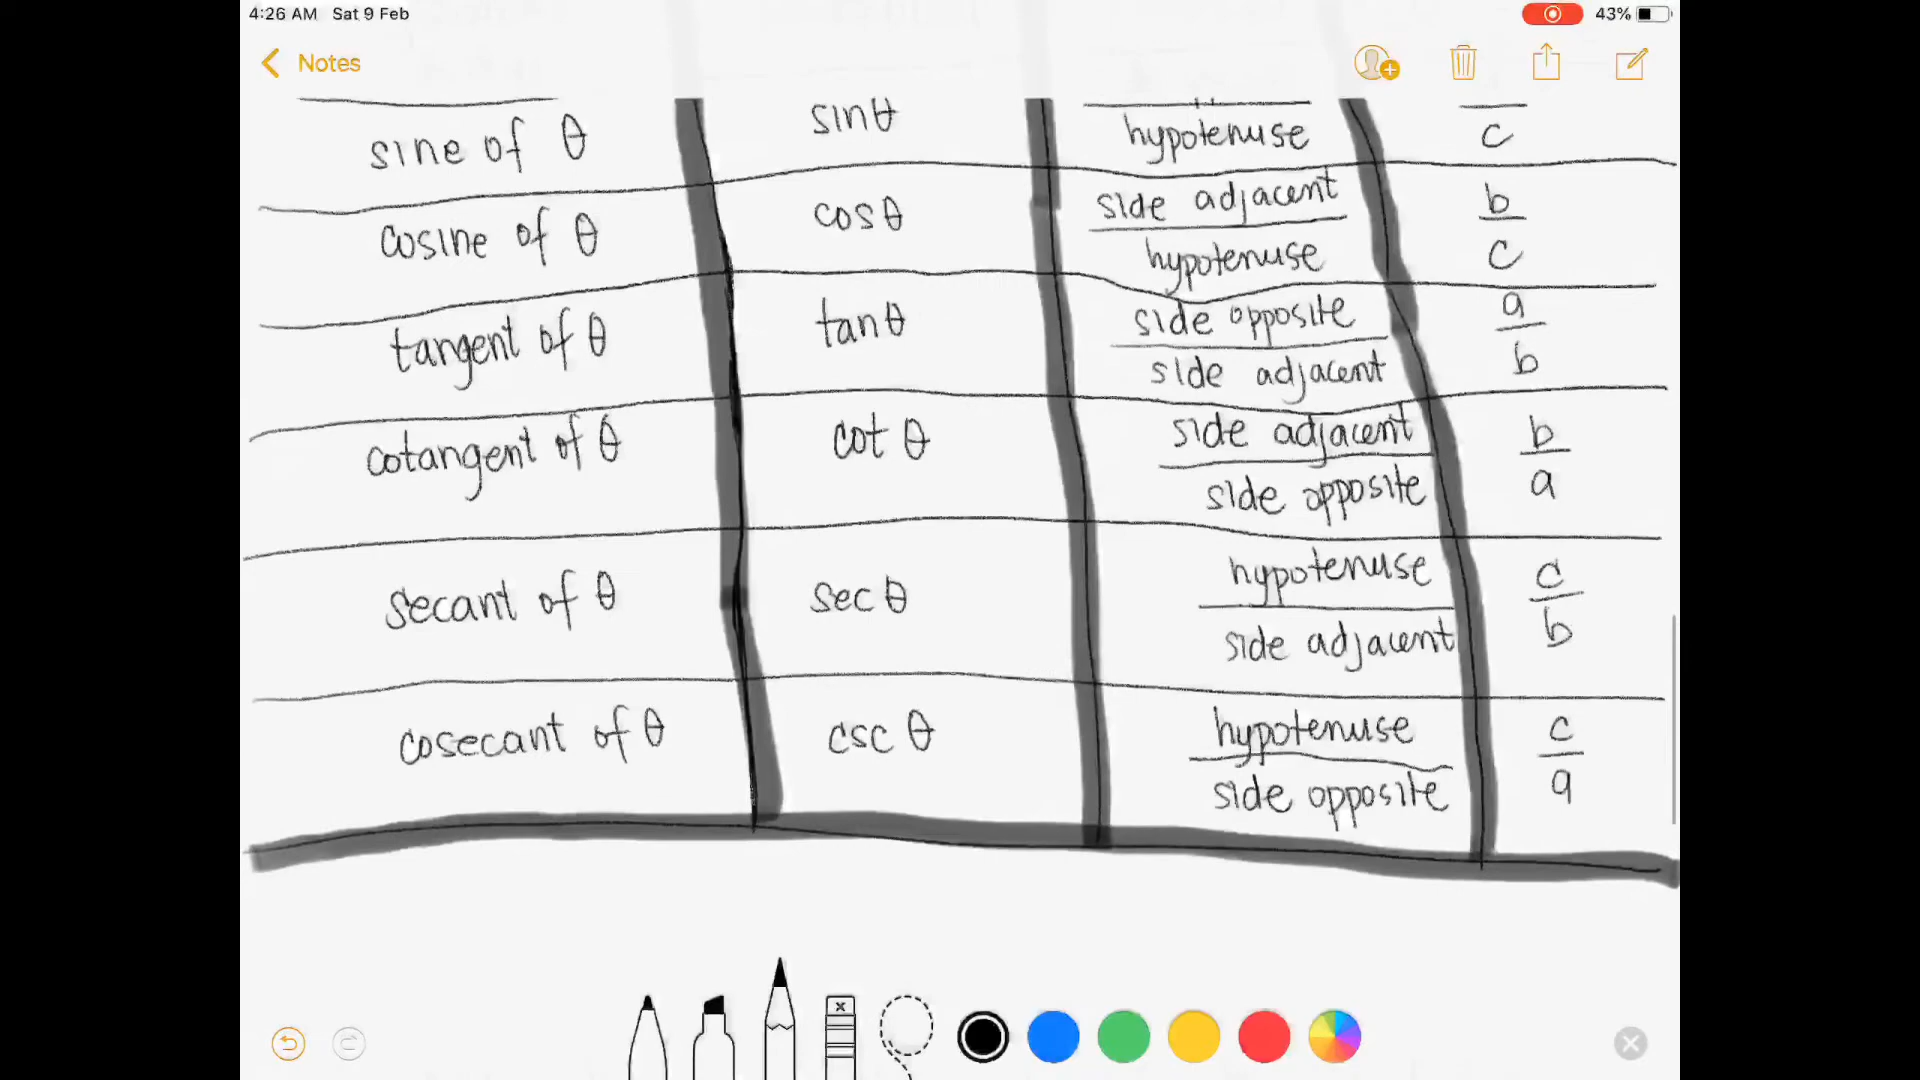 4:26 AM Sat 9 Feb 43%
Notes
sine of θ sinθ hypotenuse c
cosine of θ cosθ side adjacent b
hypotenuse c
tangent of θ tanθ side opposite a
side adjacent b
cotangent of θ cot θ side adjacent b
side opposite a
secant of θ sec θ hypotenuse c
side adjacent b
cosecant of θ csc θ hypotenuse c
side opposite a